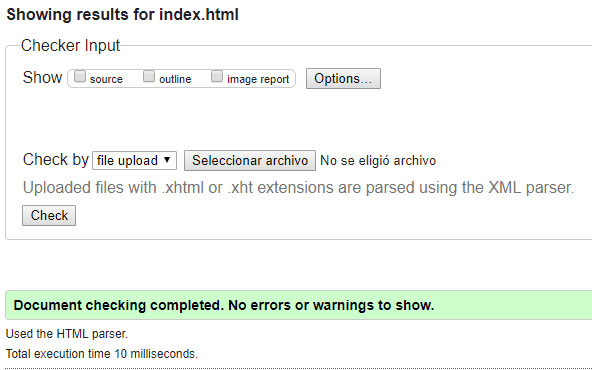 Showing results for index.html
Checker Input
Show source outline image report Options...
Check by file upload Seleccionar archivo No se eligió archivo
Uploaded files with .xhtml or .xht extensions are parsed using the XML parser.
Check
Document checking completed. No errors or warnings to show.
Used the HTML parser.
Total execution time 10 milliseconds.